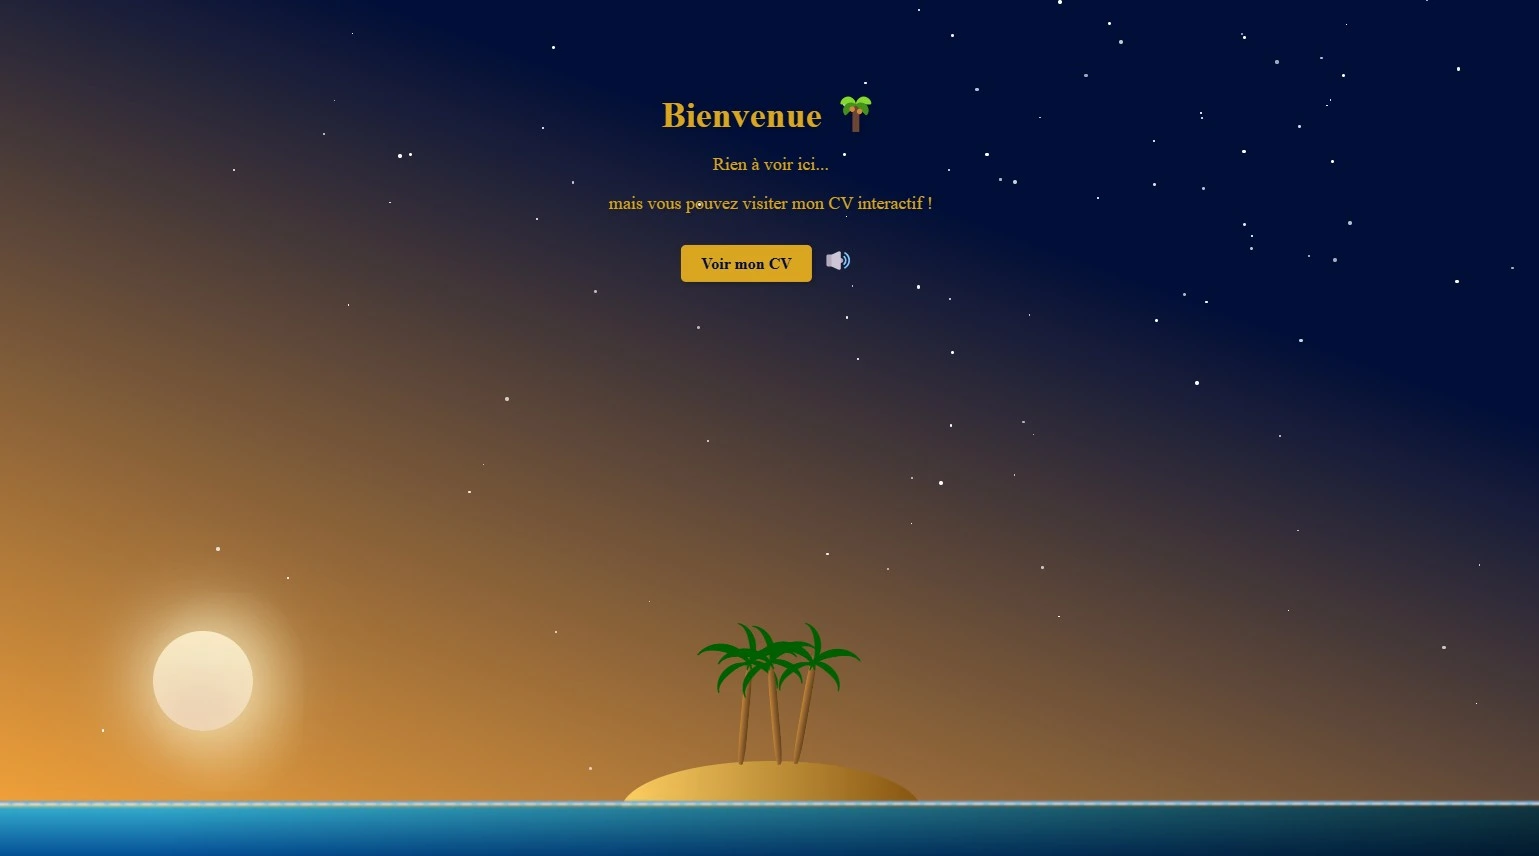 Bienvenue
Rien à voir ici...
mais vous pouvez visiter mon CV interactif !
Voir mon CV